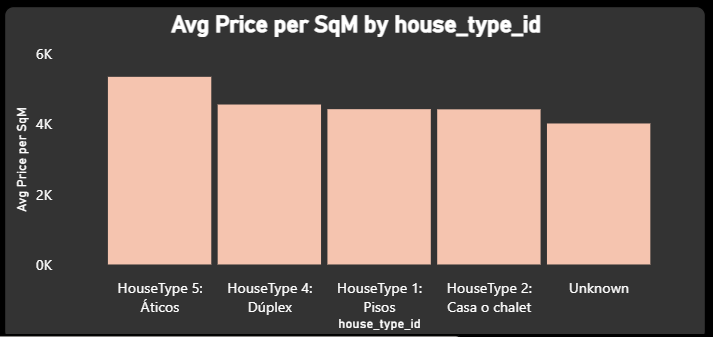 Avg Price per SqM by house_type_id
Avg Price per SqM
6K
4K
2K
0K
HouseType 5:
Áticos
HouseType 4:
Dúplex
HouseType 1:
Pisos
HouseType 2:
Casa o chalet
Unknown
house_type_id